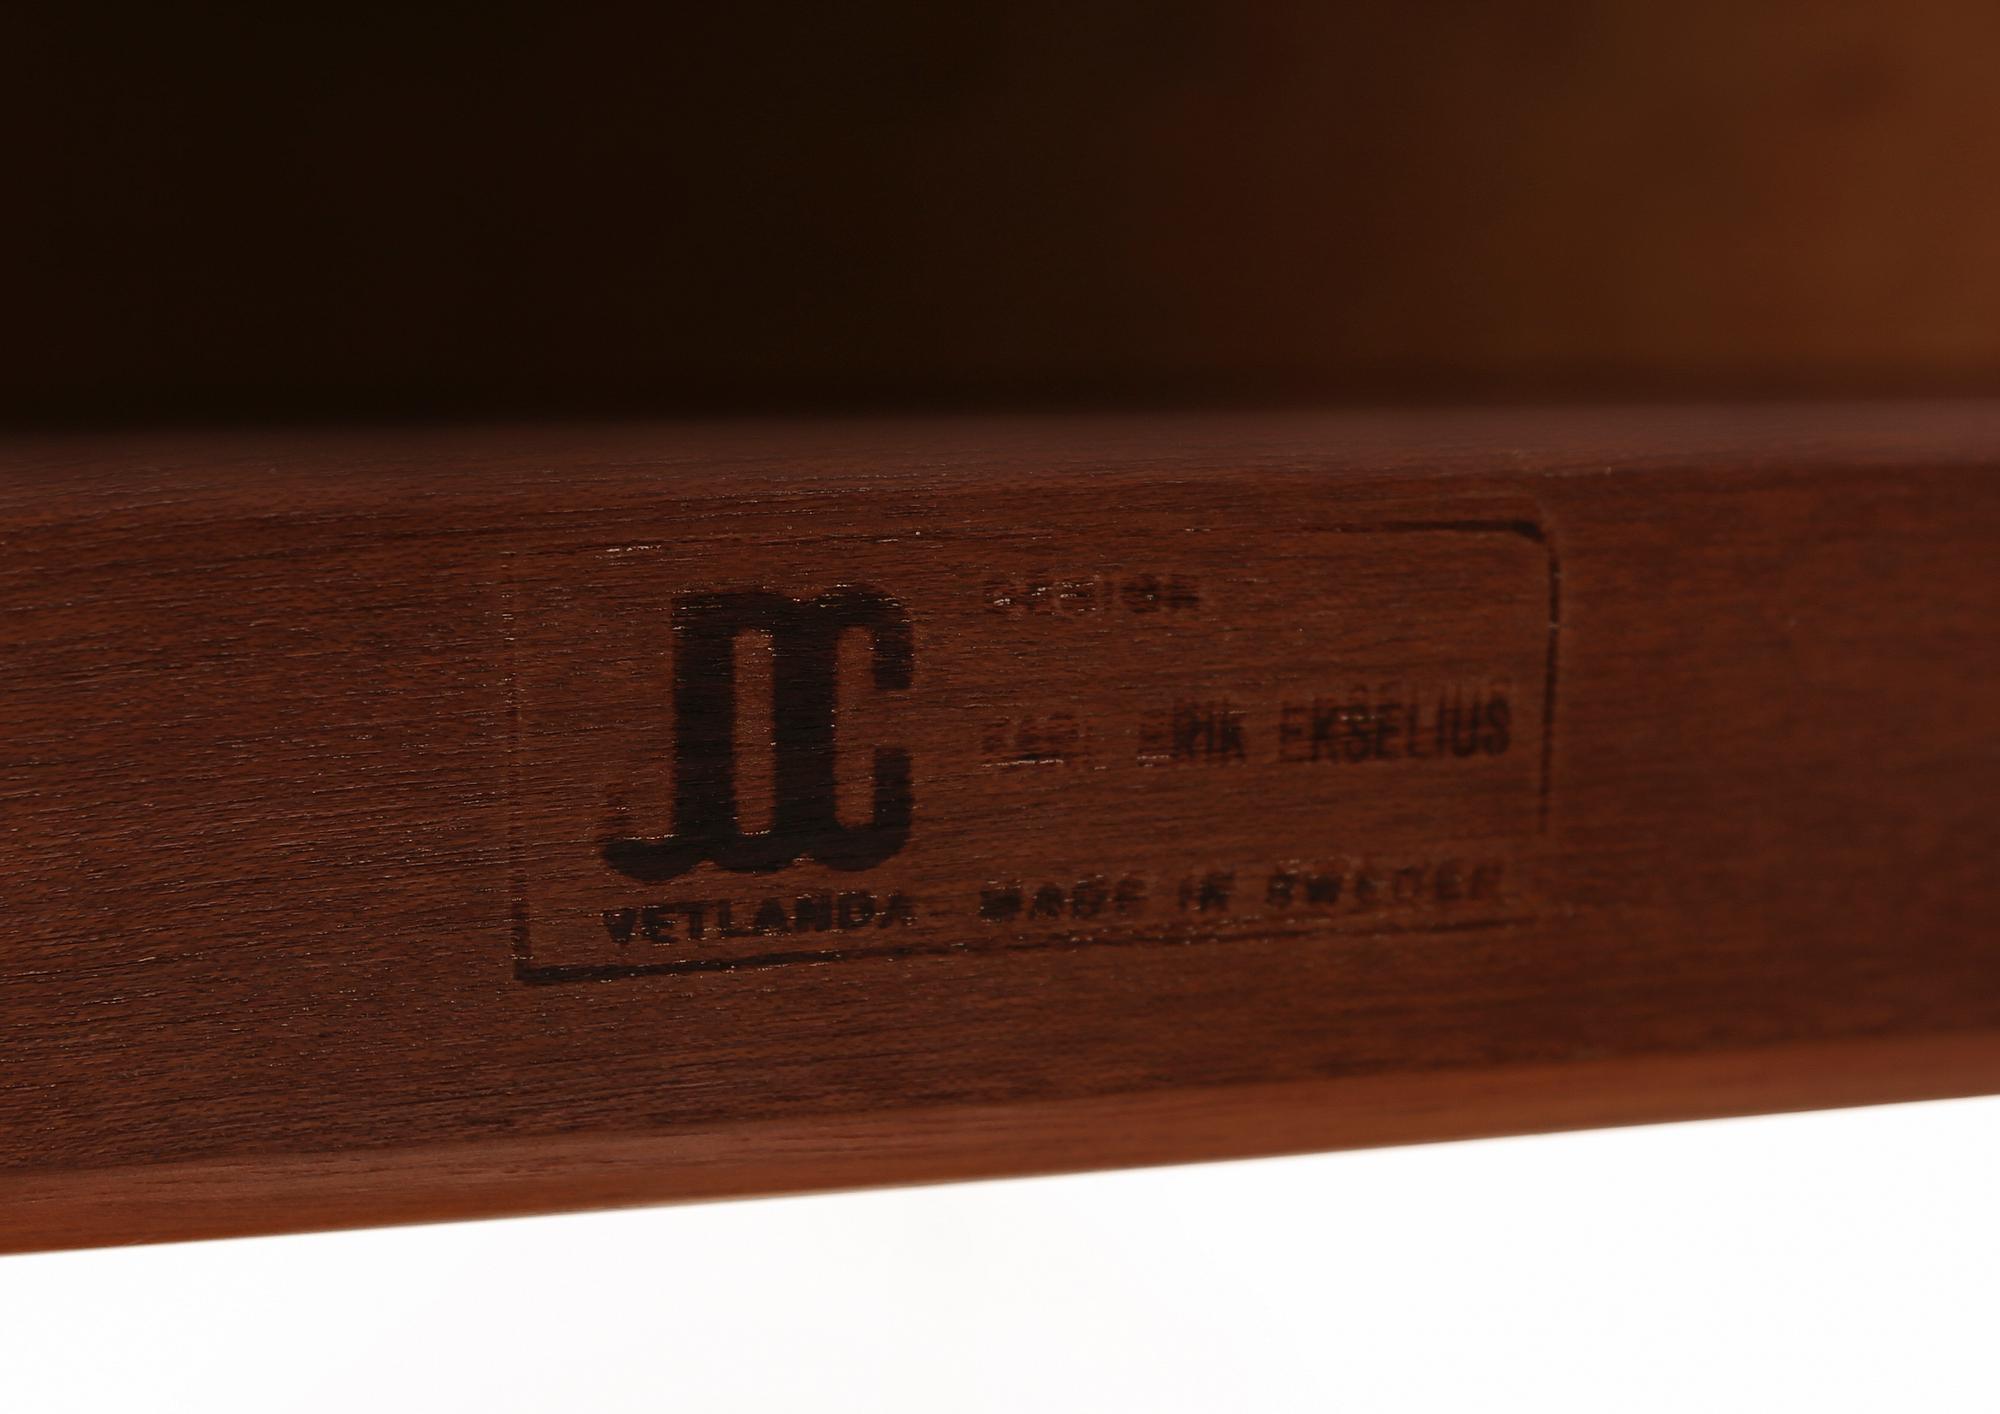 JOC
DESIGN
KARL ERIK EKSELIUS
VETLANDA MADE IN SWEDEN